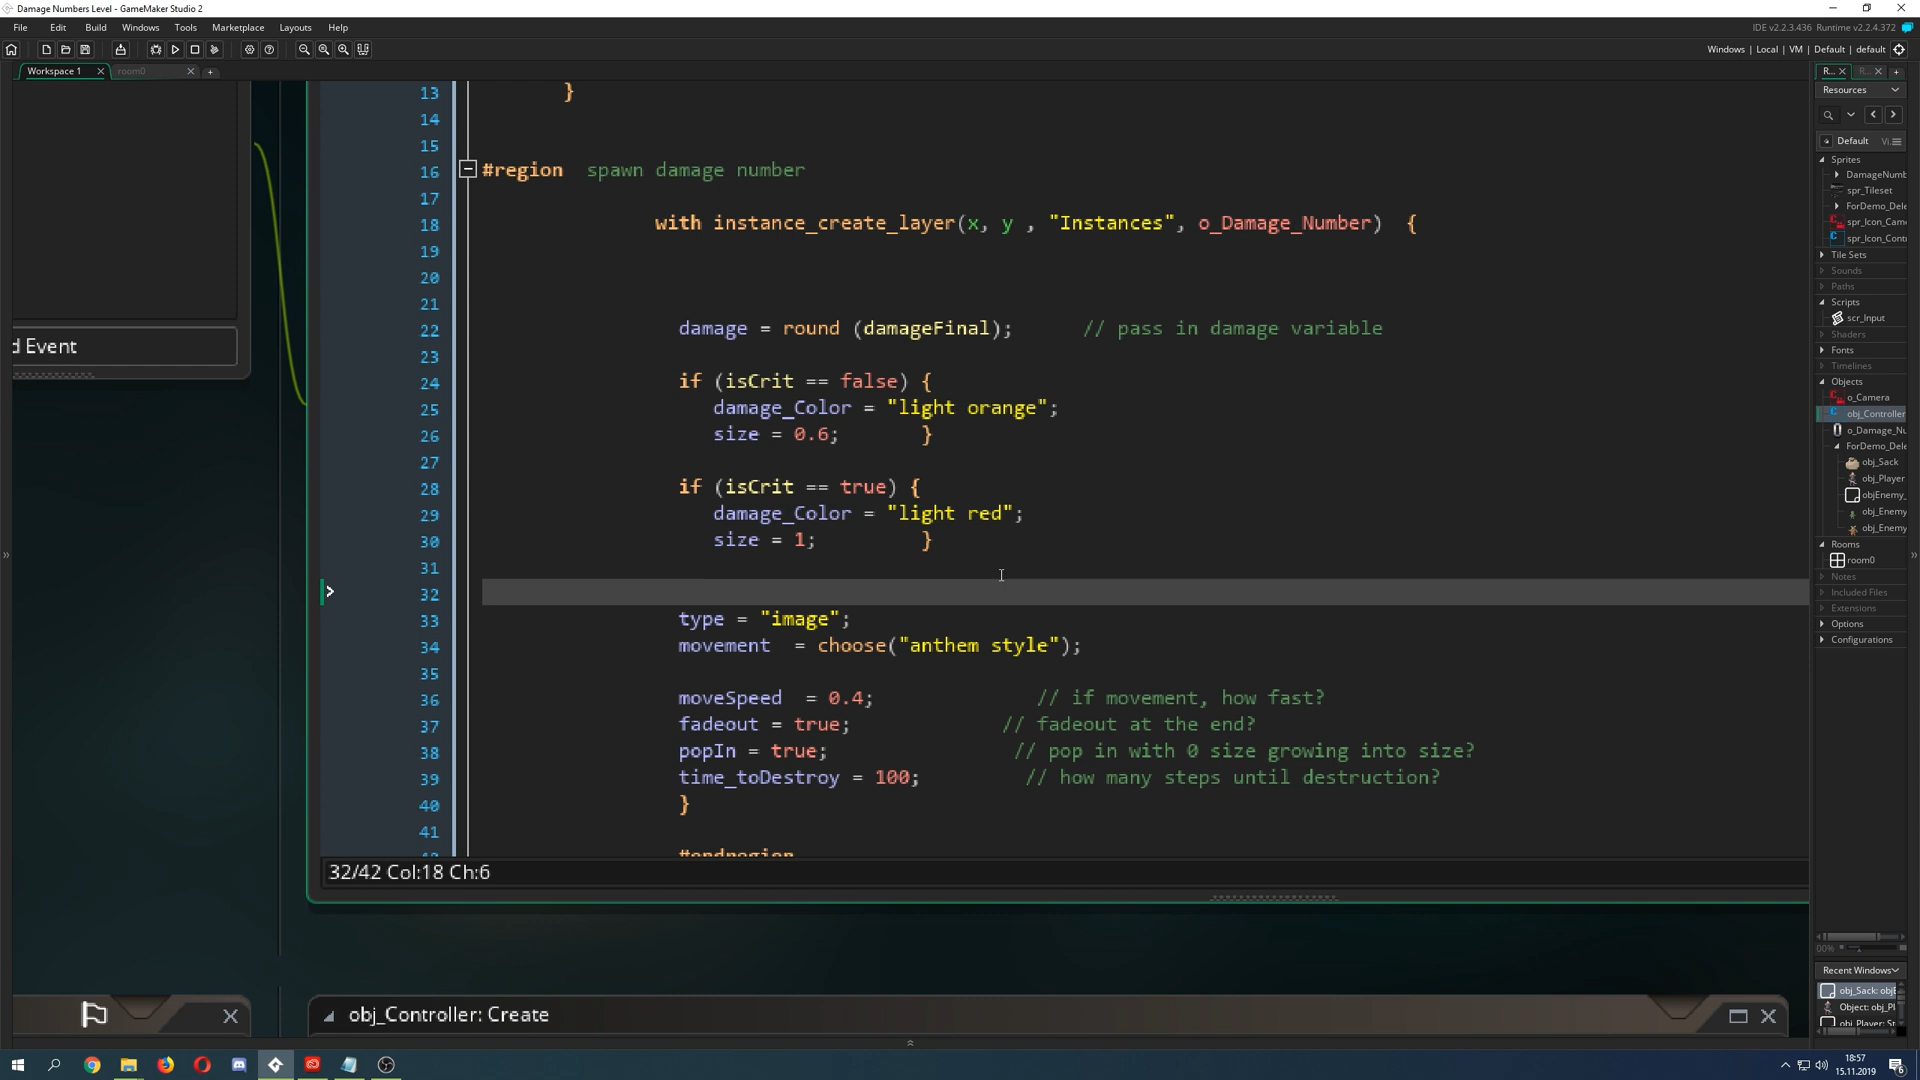 Damage Numbers Level - GameMaker Studio 2
File Edit Build Windows Tools Marketplace Layouts Help
IDE v2.2.3.436 Runtime v2.2.4.372
Windows | Local | VM | Default | default
Workspace 1
room0
R...
R...
Resources
Default
Vi
Sprites
DamageNumb
spr_Tileset
ForDemo_Dele
spr_Icon_Cam
spr_Icon_Cont
Tile Sets
Sounds
Paths
Scripts
scr_Input
Shaders
Fonts
Timelines
Objects
o_Camera
obj_Controller
o_Damage_Nu
ForDemo_Dele
obj_Sack
obj_Player
objEnemy_
obj_Enemy
obj_Enemy
Rooms
room0
Notes
Included Files
Extensions
Options
Configurations
00%
Recent Windows
obj_Sack: obj
Object: obj_Pl
obj_Player: St
d Event
13 }
14
15
16 #region spawn damage number
17
18 with instance_create_layer(x, y , "Instances", o_Damage_Number) {
19
20
21
22 damage = round (damageFinal); // pass in damage variable
23
24 if (isCrit == false) {
25 damage_Color = "light orange";
26 size = 0.6; }
27
28 if (isCrit == true) {
29 damage_Color = "light red";
30 size = 1; }
31
32
33 type = "image";
34 movement = choose("anthem style");
35
36 moveSpeed = 0.4; // if movement, how fast?
37 fadeout = true; // fadeout at the end?
38 popIn = true; // pop in with 0 size growing into size?
39 time_toDestroy = 100; // how many steps until destruction?
40 }
41
#endregion
32/42 Col:18 Ch:6
obj_Controller: Create
18:57
15.11.2019
6